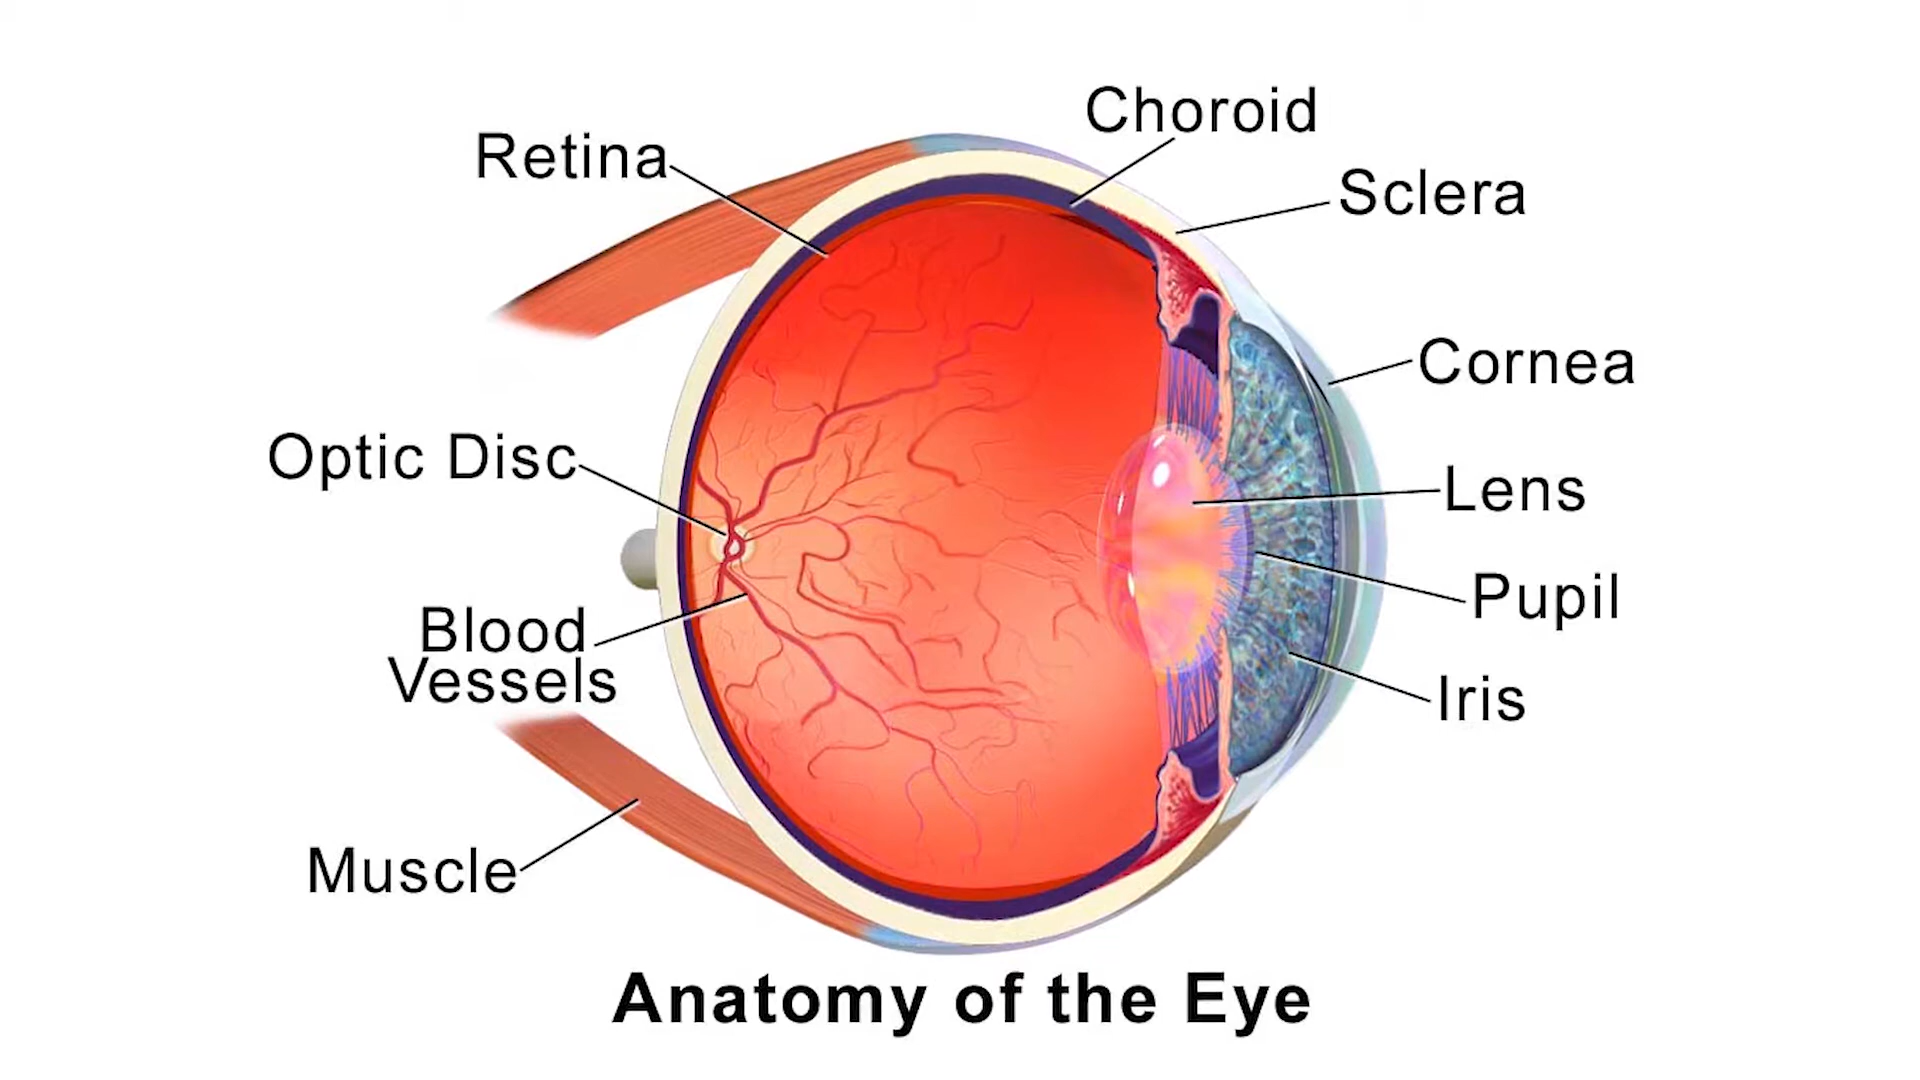 Choroid
Retina
Sclera
Cornea
Optic Disc
Lens
Pupil
Blood
Vessels
Iris
Muscle
Anatomy of the Eye